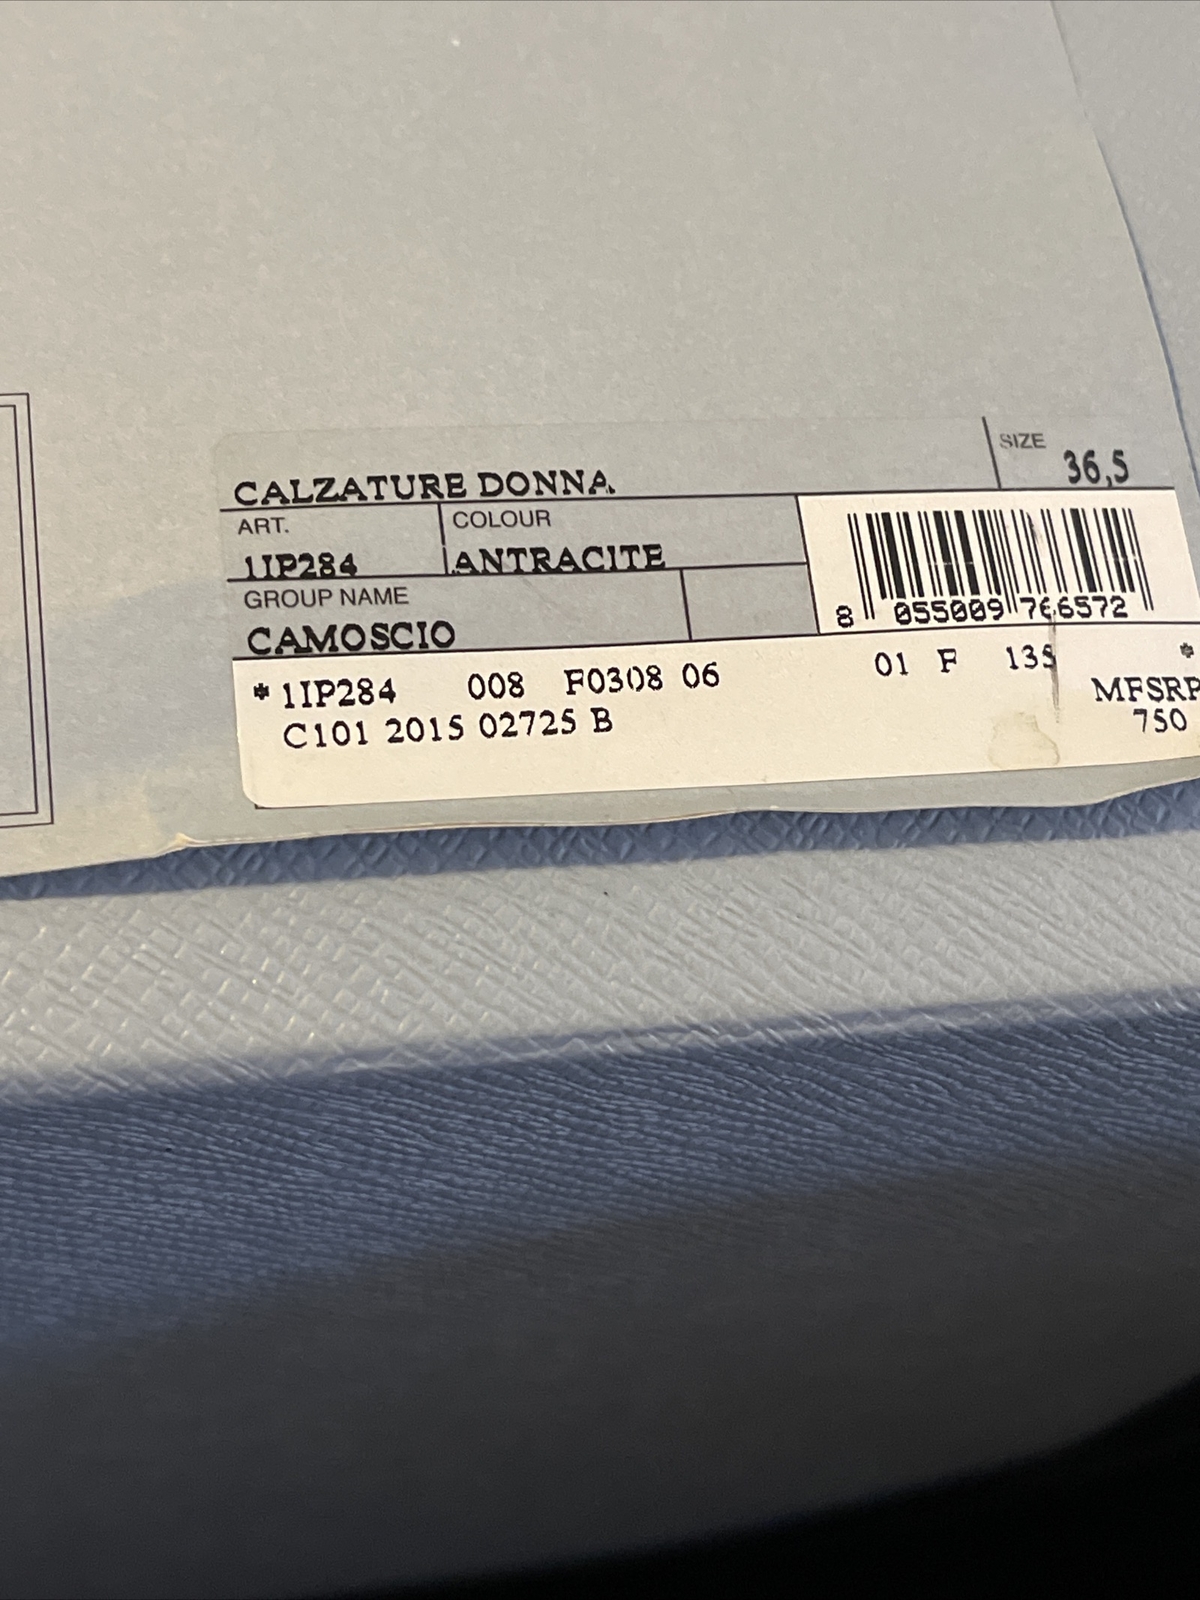 CALZATURE DONNA
SIZE 36,5
ART. COLOUR
1IP284 ANTRACITE
GROUP NAME
CAMOSCIO
8 055009 766572
* 1IP284 008 F0308 06 01 F 135 *
C101 2015 02725 B MFSRP
750